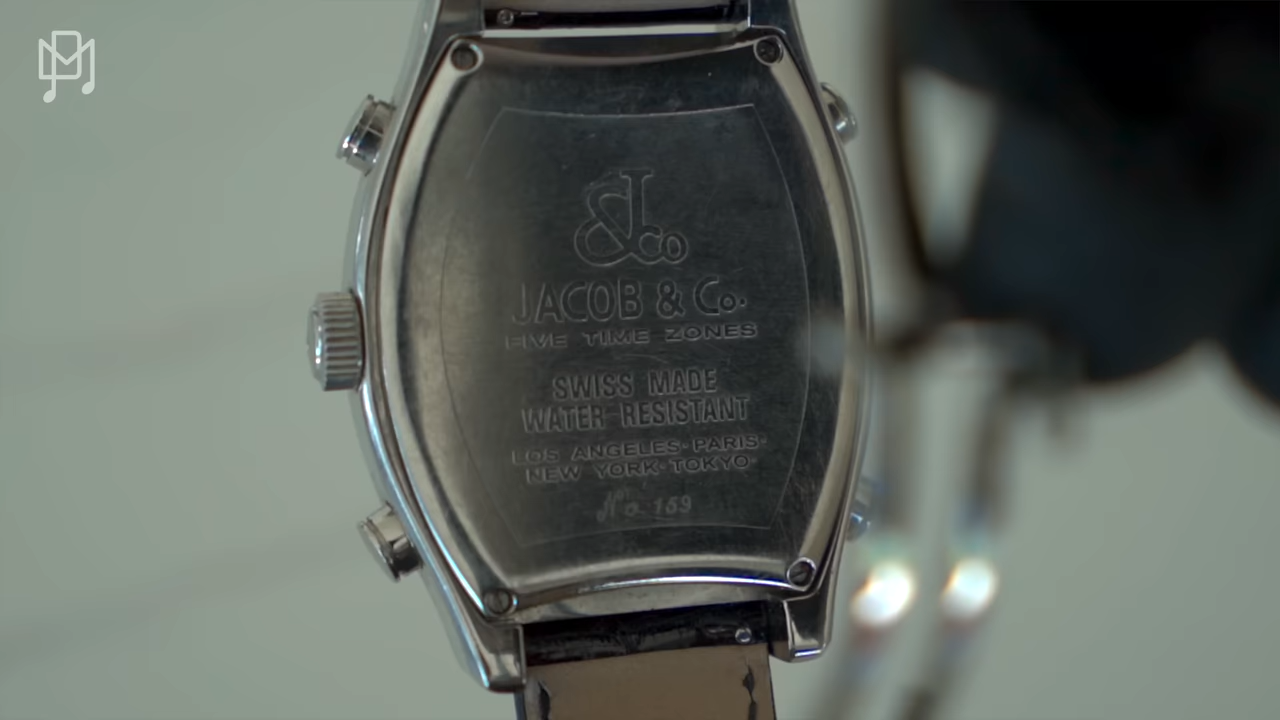 J&Co
JACOB & Co.
FIVE TIME ZONES
SWISS MADE
WATER RESISTANT
LOS ANGELES·PARIS·
NEW YORK·TOKYO·
No 159